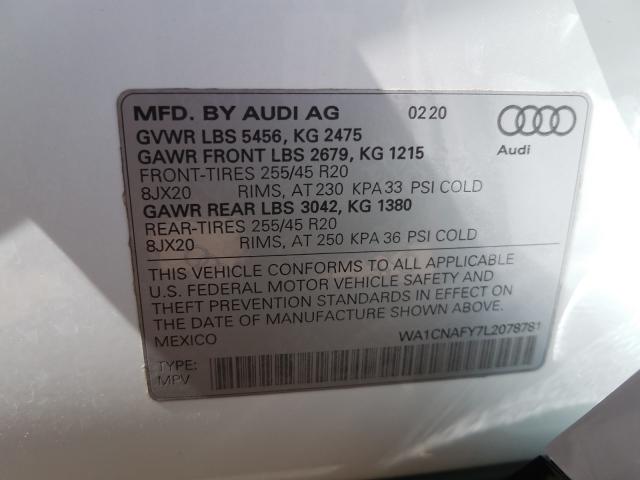 MFD. BY AUDI AG 0220
GVWR LBS 5456, KG 2475
GAWR FRONT LBS 2679, KG 1215
FRONT-TIRES 255/45 R20
8JX20 RIMS, AT 230 KPA 33 PSI COLD
GAWR REAR LBS 3042, KG 1380
REAR-TIRES 255/45 R20
8JX20 RIMS, AT 250 KPA 36 PSI COLD
Audi
THIS VEHICLE CONFORMS TO ALL APPLICABLE
U.S. FEDERAL MOTOR VEHICLE SAFETY AND
THEFT PREVENTION STANDARDS IN EFFECT ON
THE DATE OF MANUFACTURE SHOWN ABOVE.
MEXICO WA1CNAFY7L2078781
TYPE:
MPV